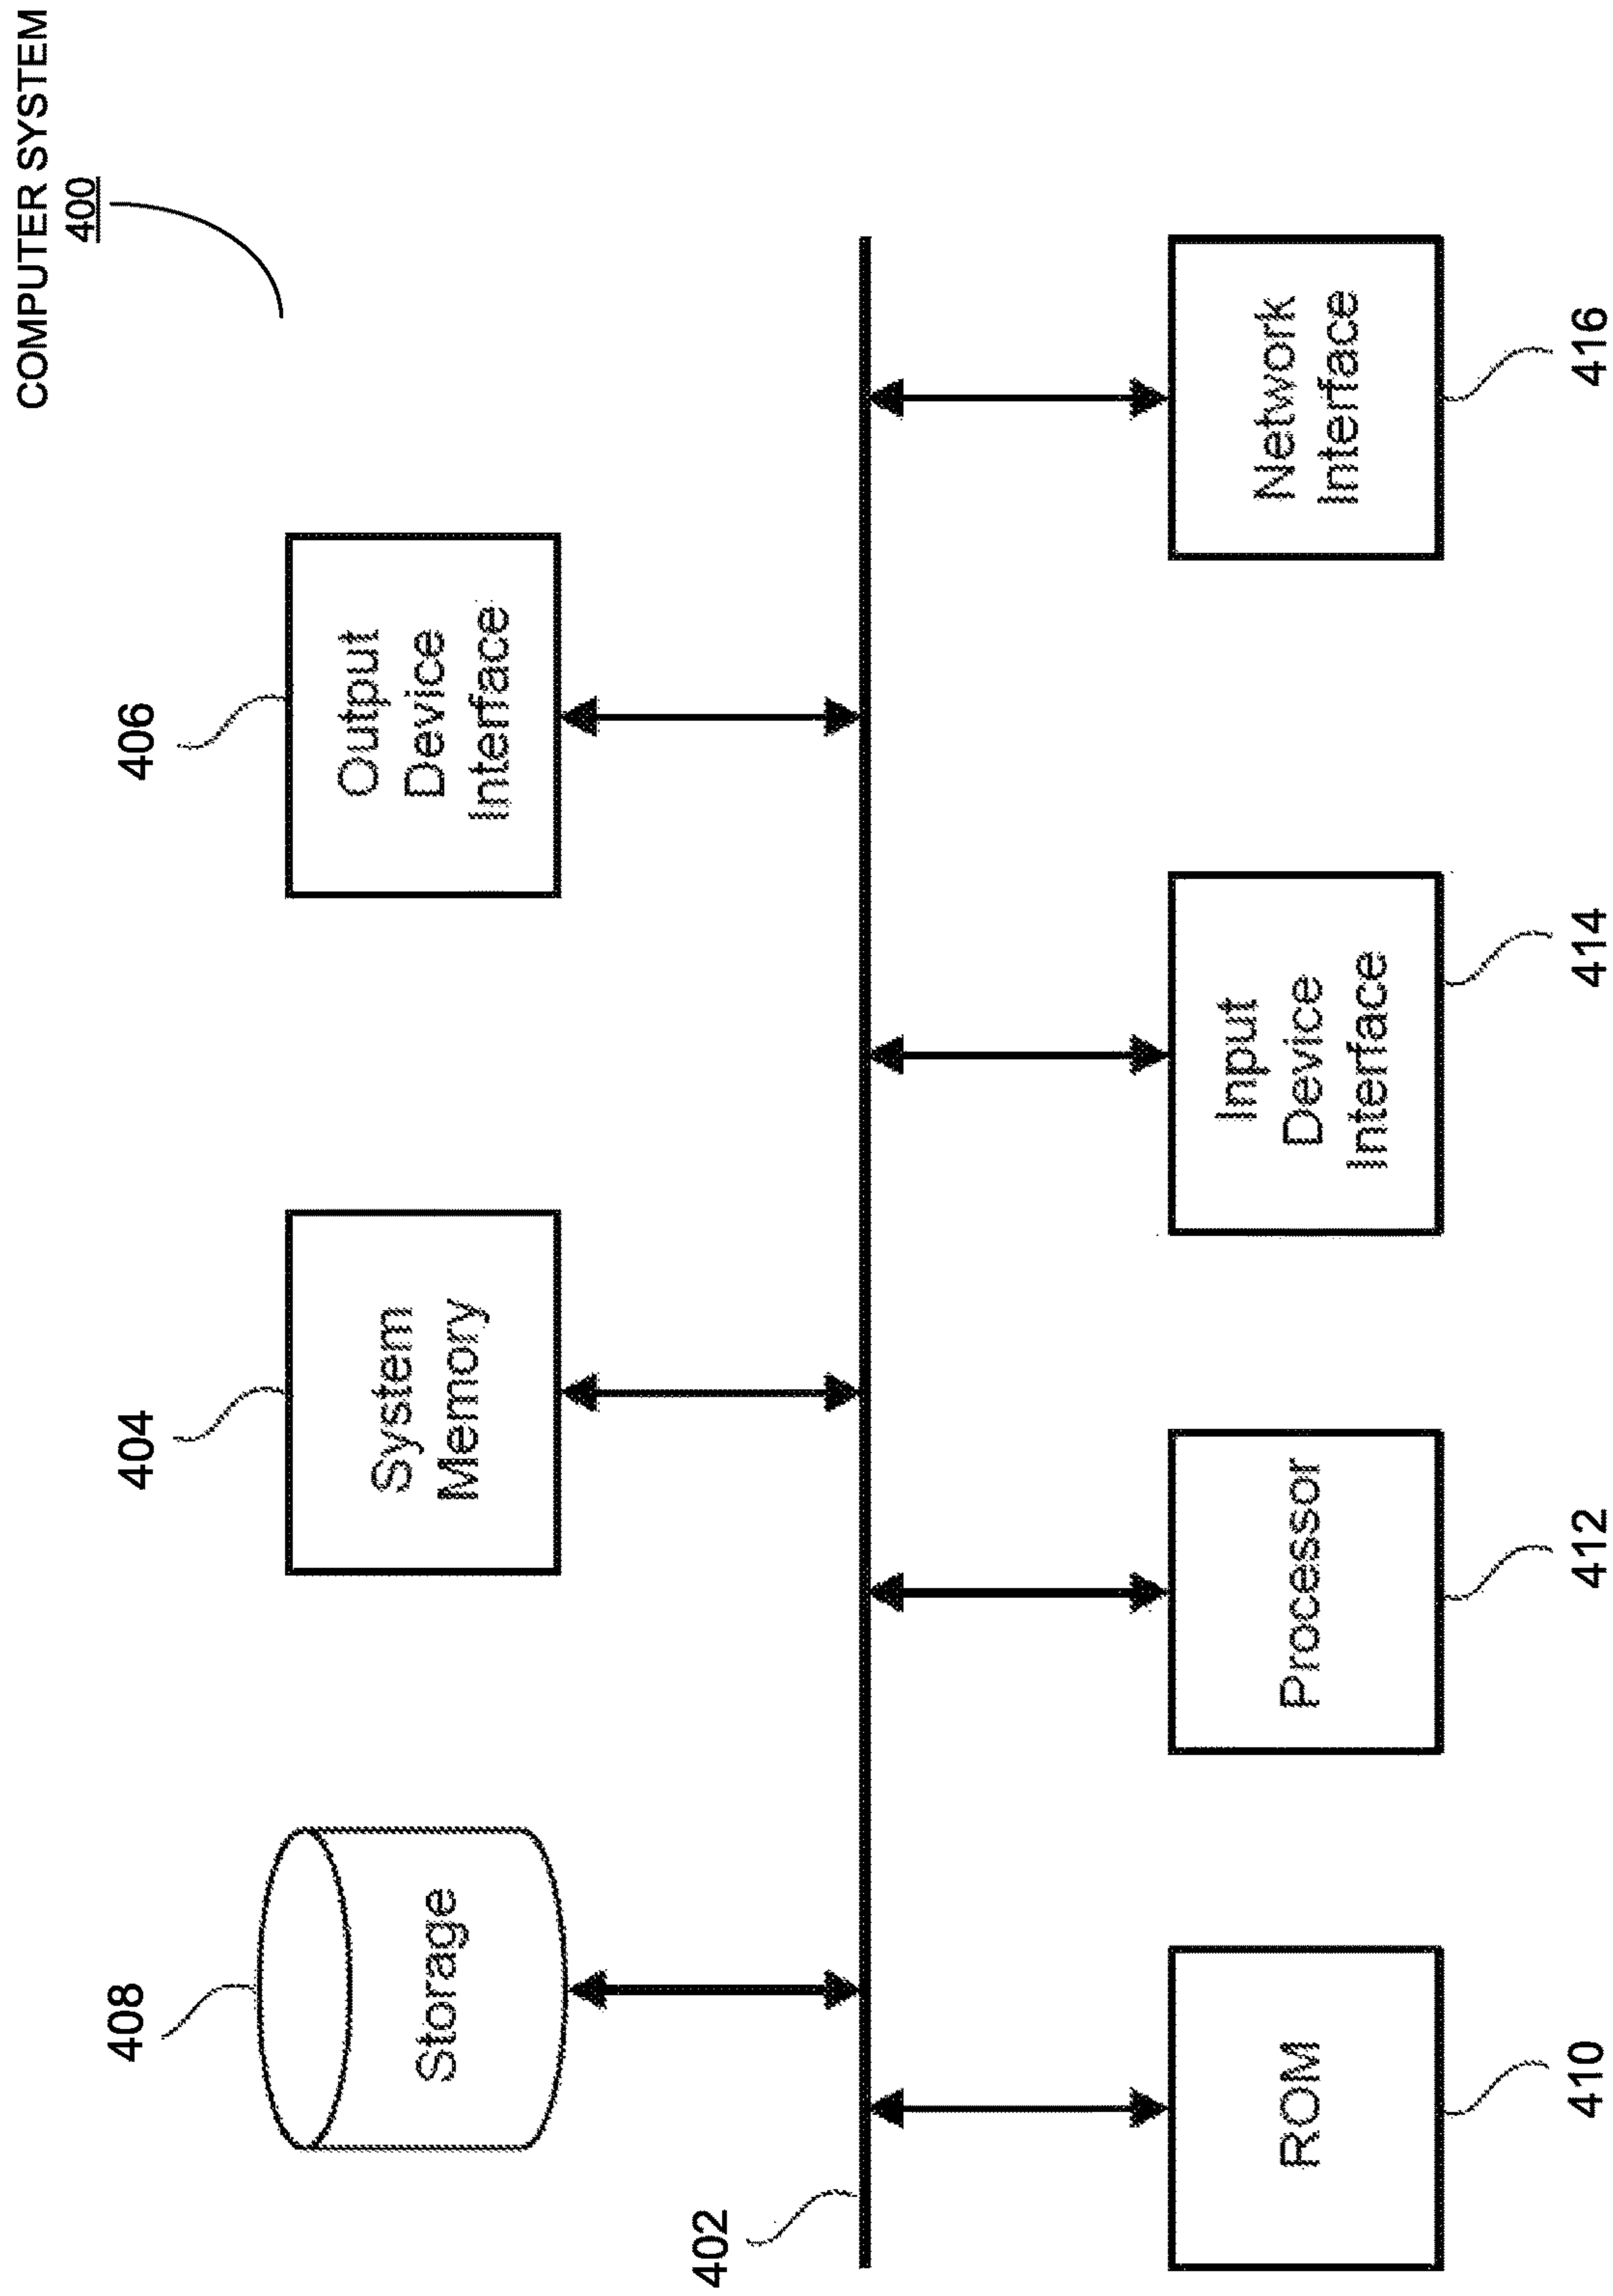 COMPUTER SYSTEM
400
408
404
406
Storage
System
Memory
Output
Device
Interface
402
ROM
Processor
Input
Device
Interface
Network
Interface
410
412
414
416